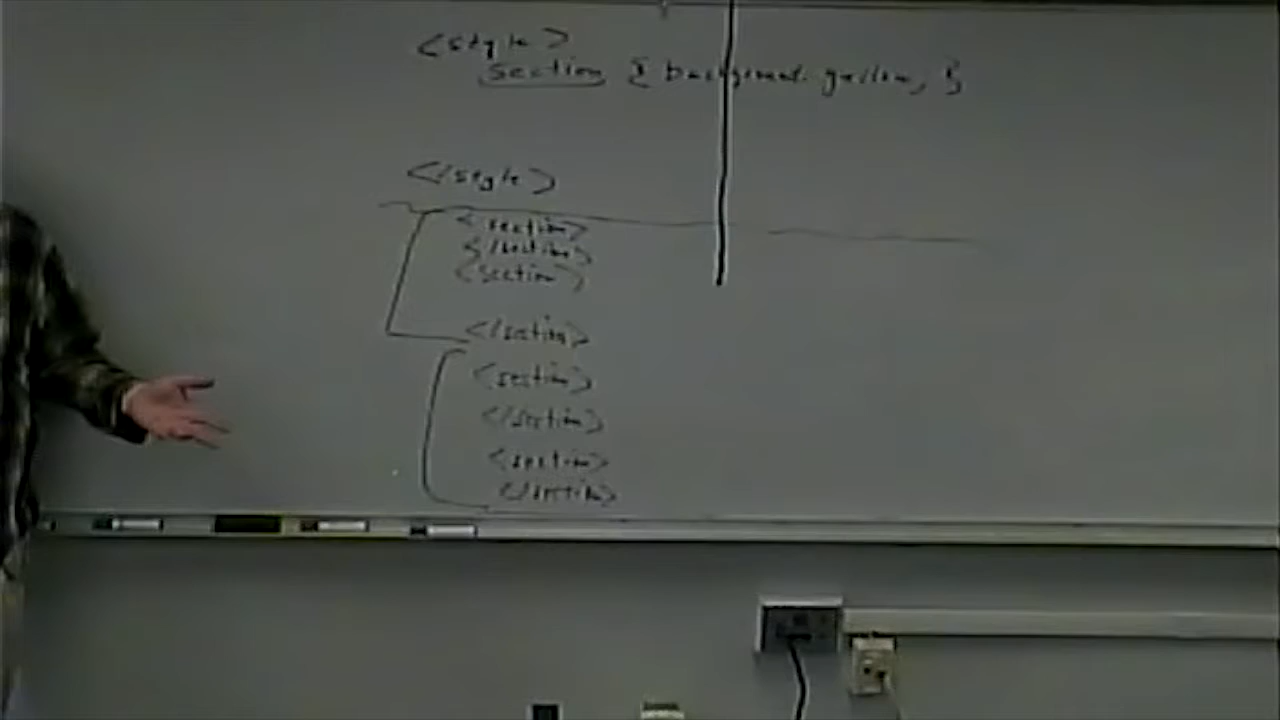 <style>
section { background: yellow; }
</style>
<section>
</section>
<section>
</section>
<section>
</section>
<section>
</section>